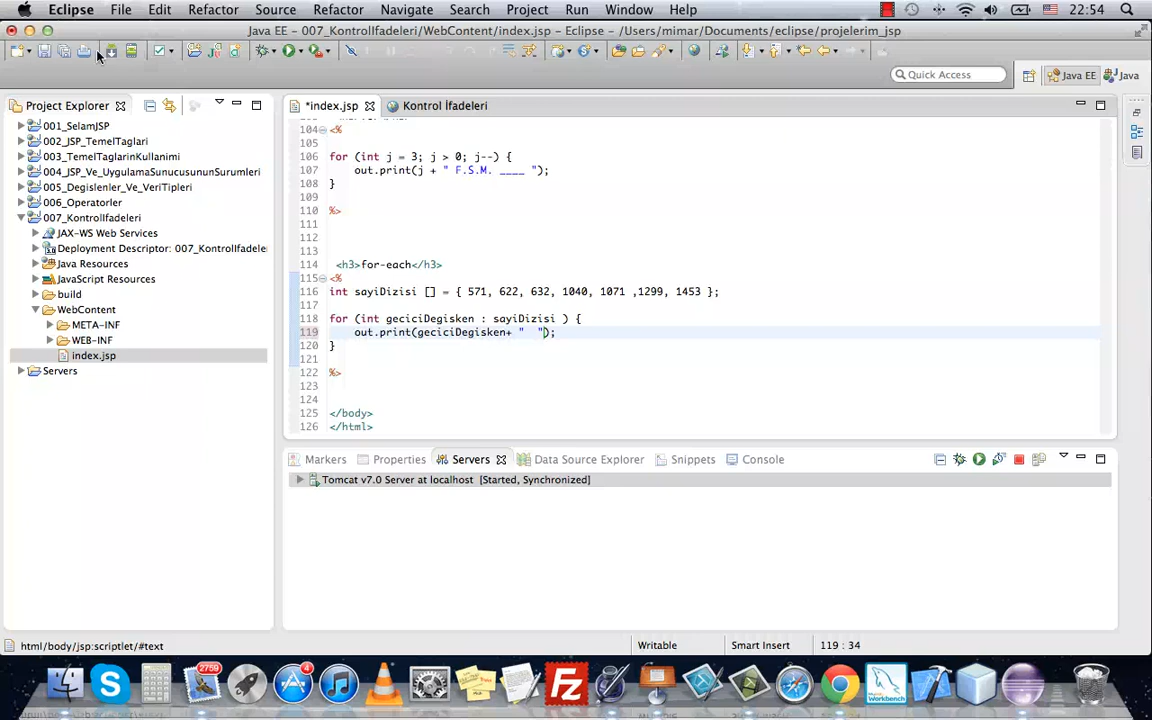 Eclipse File Edit Refactor Source Refactor Navigate Search Project Run Window Help 22:54
Java EE - 007_KontrolIfadeleri/WebContent/index.jsp - Eclipse - /Users/mimar/Documents/eclipse/projelerim_jsp
Quick Access Java EE Java
Project Explorer
001_SelamJSP
002_JSP_TemelTaglari
003_TemelTaglarinKullanimi
004_JSP_Ve_UygulamaSunucusununSurumleri
005_Degislenler_Ve_VeriTipleri
006_Operatorler
007_KontrolIfadeleri
JAX-WS Web Services
Deployment Descriptor: 007_KontrolIfadele
Java Resources
JavaScript Resources
build
WebContent
META-INF
WEB-INF
index.jsp
Servers
*index.jsp Kontrol İfadeleri
104 <%
105
106 for (int j = 3; j > 0; j--) {
107 out.print(j + " F.S.M. ____ ");
108 }
109
110 %>
111
112
113
114 <h3>for-each</h3>
115 <%
116 int sayiDizisi [] = { 571, 622, 632, 1040, 1071 ,1299, 1453 };
117
118 for (int geciciDegisken : sayiDizisi ) {
119 out.print(geciciDegisken+ "  ");
120 }
121
122 %>
123
124
125 </body>
126 </html>
Markers Properties Servers Data Source Explorer Snippets Console
Tomcat v7.0 Server at localhost [Started, Synchronized]
html/body/jsp:scriptlet/#text Writable Smart Insert 119 : 34
2759
4